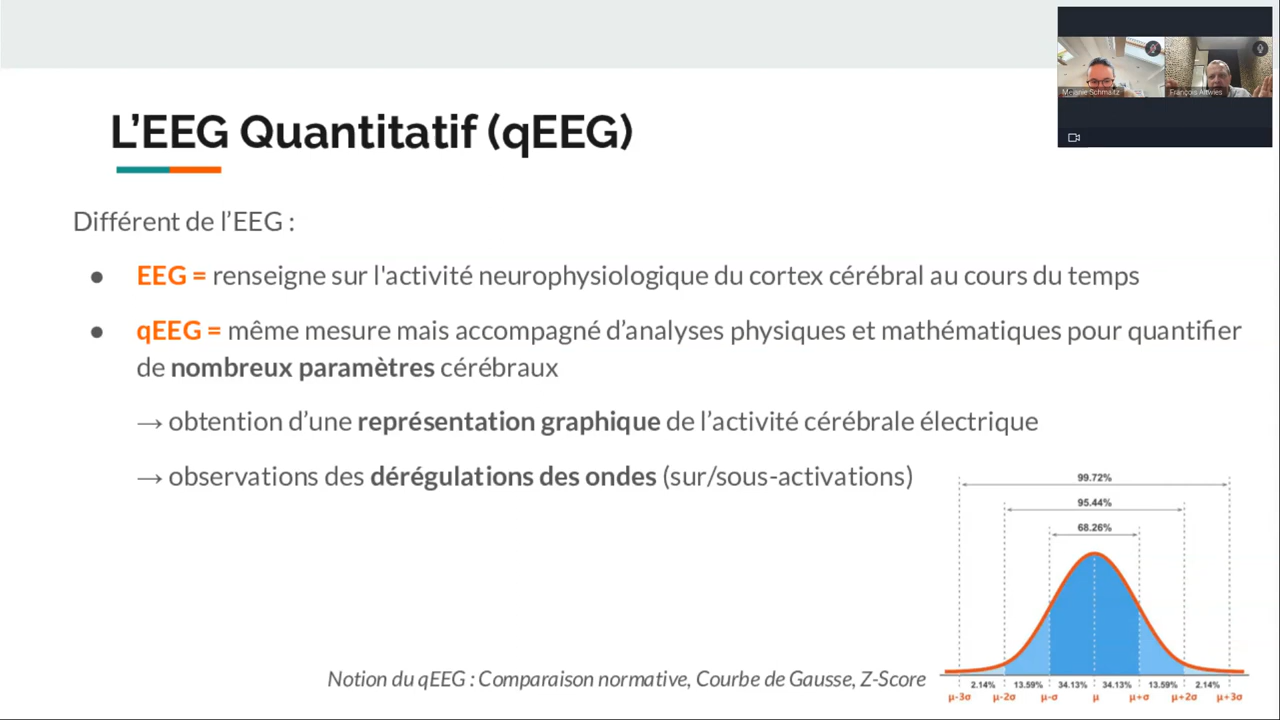 L’EEG Quantitatif (qEEG)
Mélanie Schmaltz
François Altwies
Différent de l’EEG :
● EEG = renseigne sur l'activité neurophysiologique du cortex cérébral au cours du temps
● qEEG = même mesure mais accompagné d’analyses physiques et mathématiques pour quantifier
de nombreux paramètres cérébraux
→ obtention d’une représentation graphique de l’activité cérébrale électrique
→ observations des dérégulations des ondes (sur/sous-activations)
99.72%
95.44%
68.26%
Notion du qEEG : Comparaison normative, Courbe de Gausse, Z-Score
2.14% 13.59% 34.13% 34.13% 13.59% 2.14%
μ-3σ μ-2σ μ-σ μ μ+σ μ+2σ μ+3σ